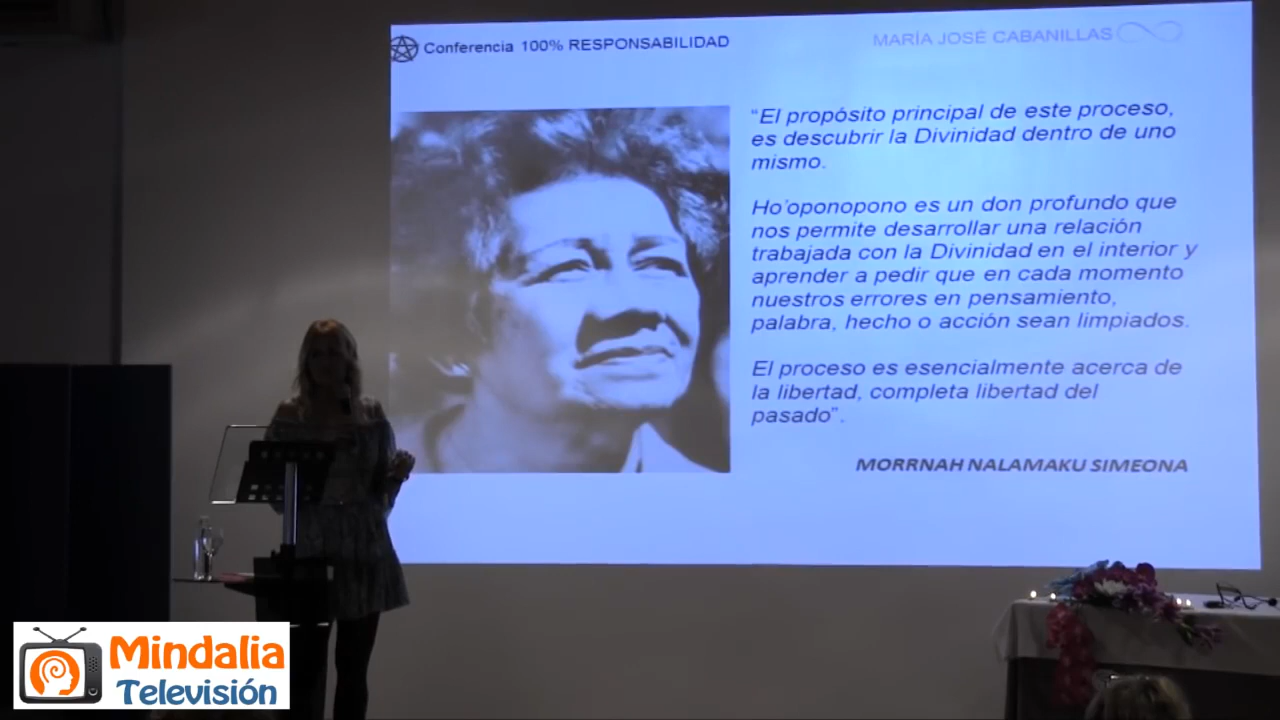 Conferencia 100% RESPONSABILIDAD
MARÍA JOSÉ CABANILLAS
“El propósito principal de este proceso,
es descubrir la Divinidad dentro de uno
mismo.
Ho’oponopono es un don profundo que
nos permite desarrollar una relación
trabajada con la Divinidad en el interior y
aprender a pedir que en cada momento
nuestros errores en pensamiento,
palabra, hecho o acción sean limpiados.
El proceso es esencialmente acerca de
la libertad, completa libertad del
pasado”.
MORRNAH NALAMAKU SIMEONA
Mindalia
Televisión